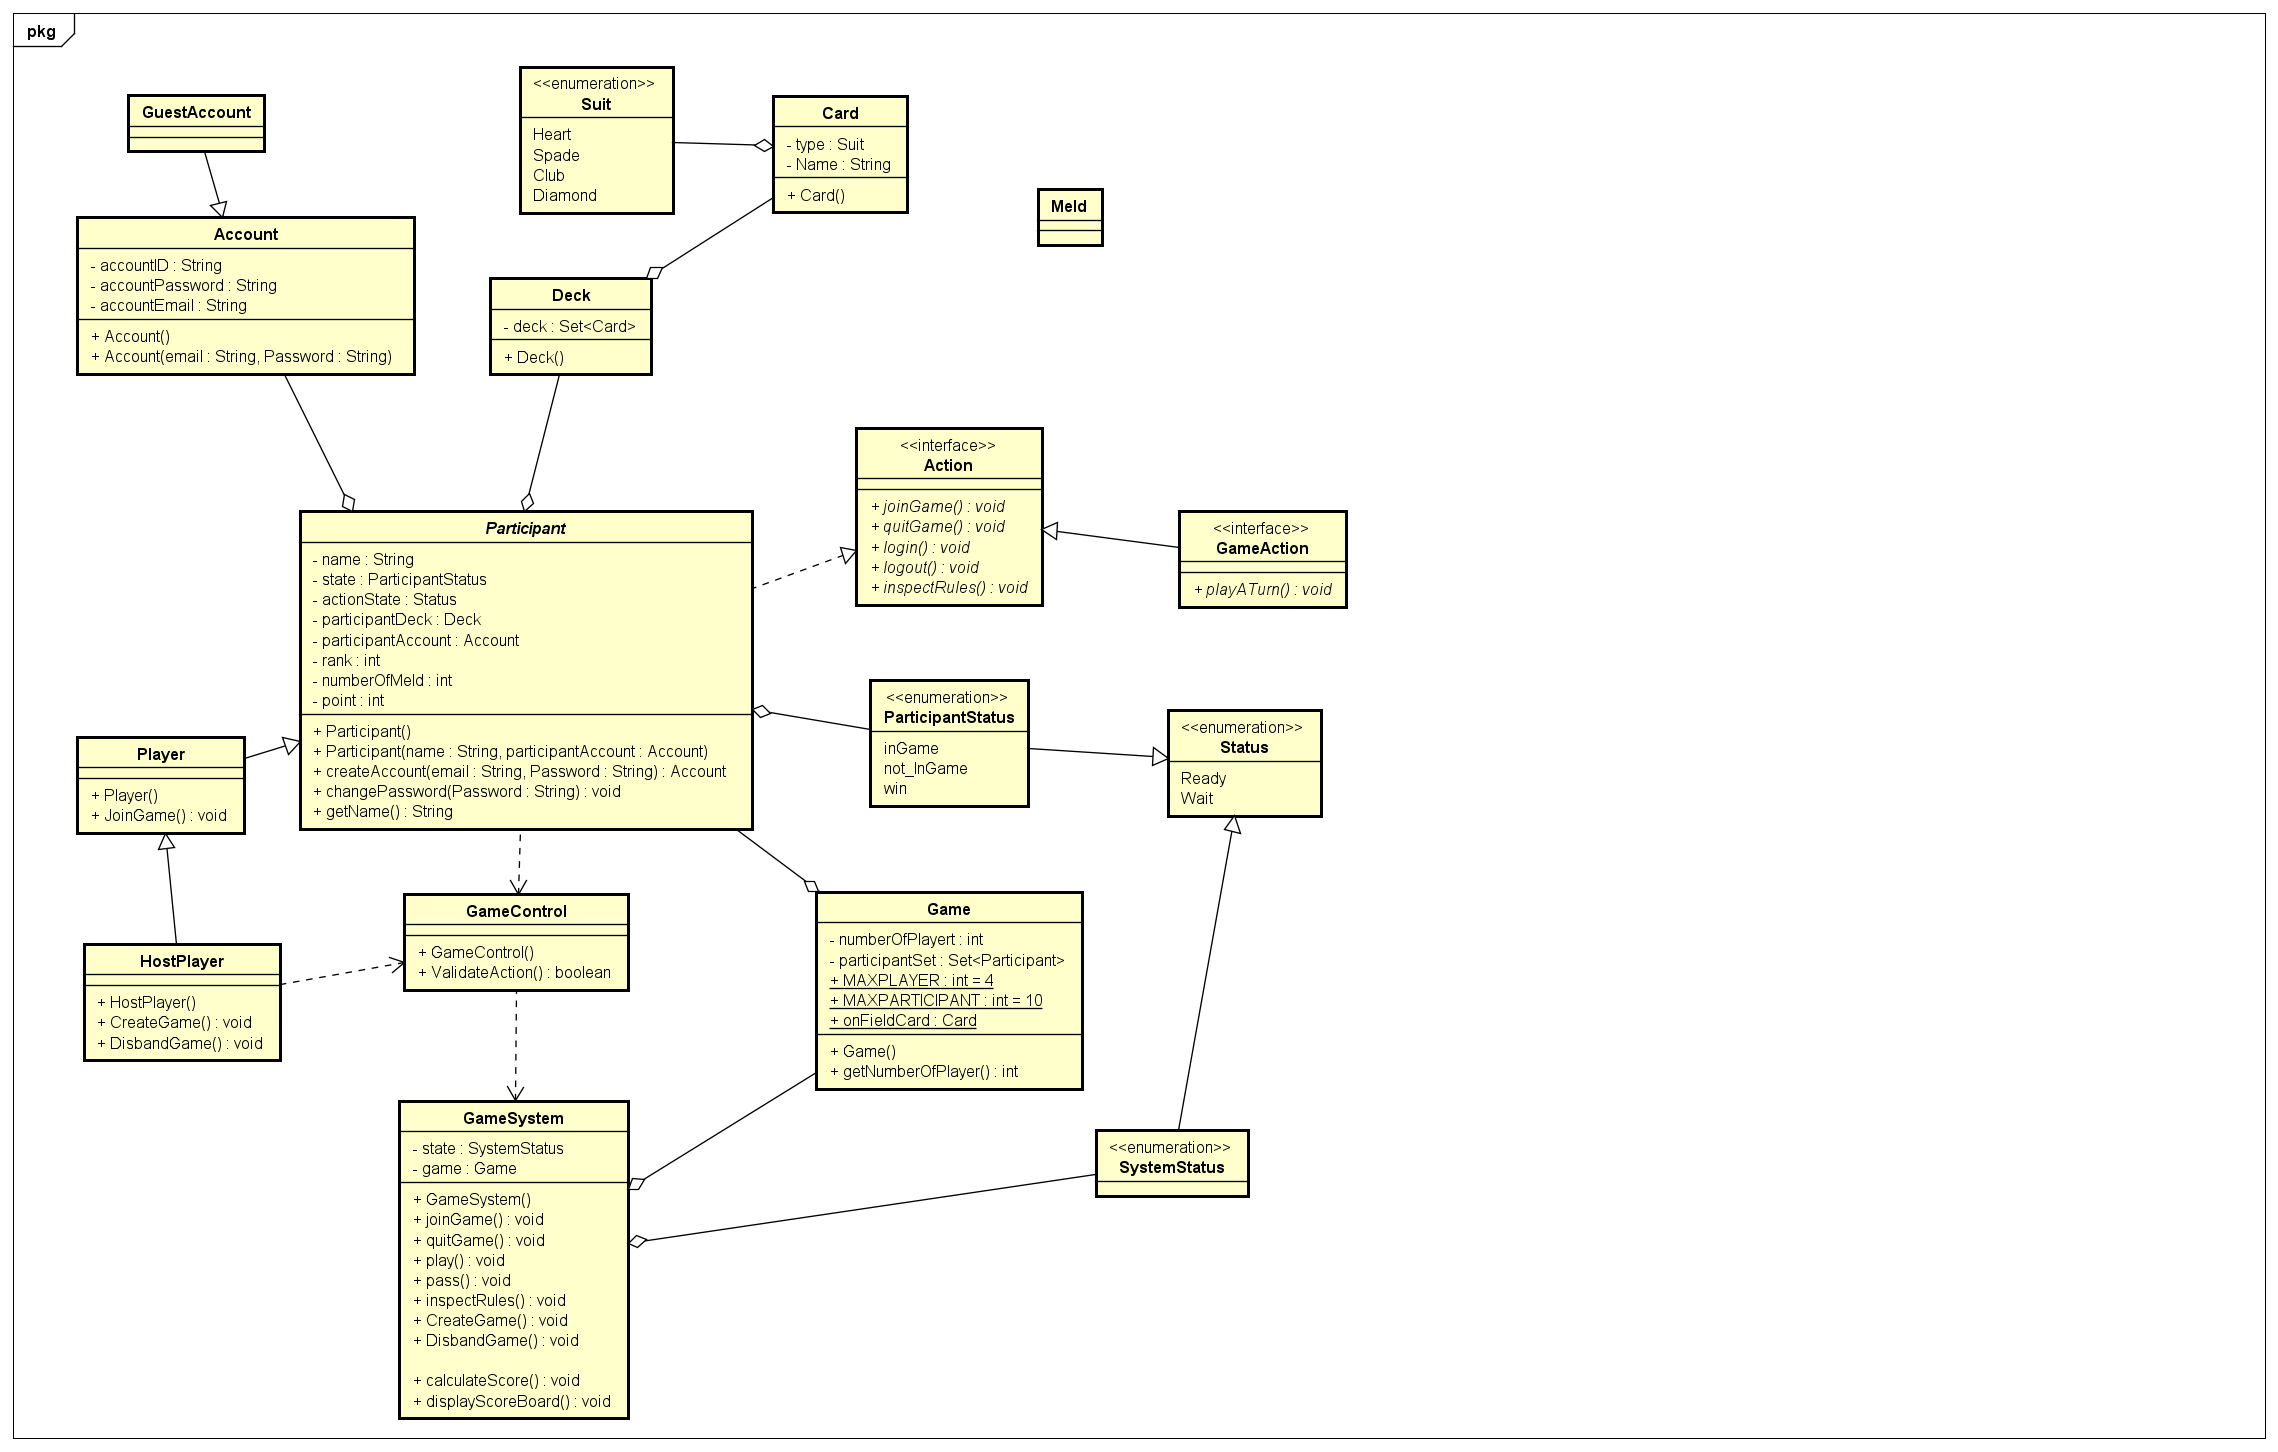 pkg
GuestAccount
<<enumeration>>
Suit
Heart
Spade
Club
Diamond
Card
- type : Suit
- Name : String
+ Card()
Meld
Account
- accountID : String
- accountPassword : String
- accountEmail : String
+ Account()
+ Account(email : String, Password : String)
Deck
- deck : Set<Card>
+ Deck()
<<interface>>
Action
+ joinGame() : void
+ quitGame() : void
+ login() : void
+ logout() : void
+ inspectRules() : void
<<interface>>
GameAction
+ playATurn() : void
Participant
- name : String
- state : ParticipantStatus
- actionState : Status
- participantDeck : Deck
- participantAccount : Account
- rank : int
- numberOfMeld : int
- point : int
+ Participant()
+ Participant(name : String, participantAccount : Account)
+ createAccount(email : String, Password : String) : Account
+ changePassword(Password : String) : void
+ getName() : String
<<enumeration>>
ParticipantStatus
inGame
not_InGame
win
<<enumeration>>
Status
Ready
Wait
Player
+ Player()
+ JoinGame() : void
GameControl
+ GameControl()
+ ValidateAction() : boolean
Game
- numberOfPlayert : int
- participantSet : Set<Participant>
+ MAXPLAYER : int = 4
+ MAXPARTICIPANT : int = 10
+ onFieldCard : Card
+ Game()
+ getNumberOfPlayer() : int
HostPlayer
+ HostPlayer()
+ CreateGame() : void
+ DisbandGame() : void
GameSystem
- state : SystemStatus
- game : Game
+ GameSystem()
+ joinGame() : void
+ quitGame() : void
+ play() : void
+ pass() : void
+ inspectRules() : void
+ CreateGame() : void
+ DisbandGame() : void
+ calculateScore() : void
+ displayScoreBoard() : void
<<enumeration>>
SystemStatus